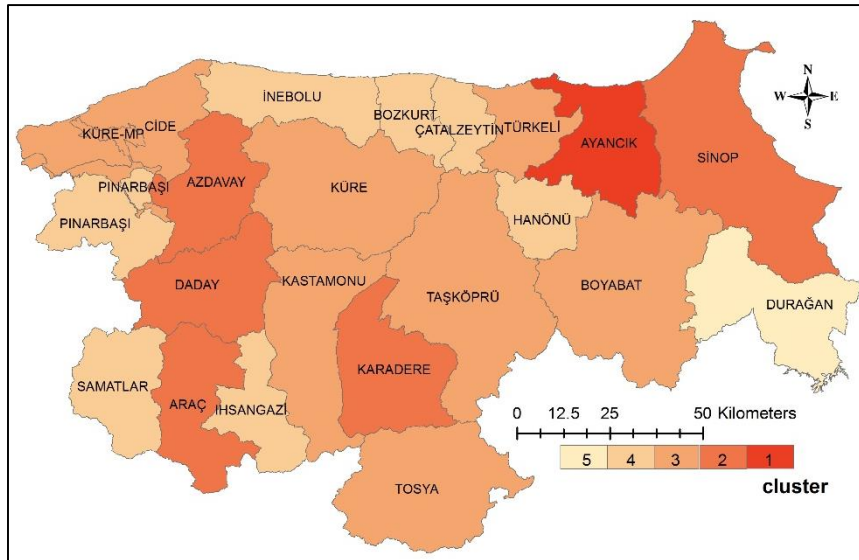 İNEBOLU
BOZKURT
ÇATALZEYTİN
TÜRKELİ
AYANCIK
SİNOP
N
W E
S
KÜRE-MP
CİDE
PINARBAŞI
AZDAVAY
KÜRE
HANÖNÜ
PINARBAŞI
DADAY
KASTAMONU
TAŞKÖPRÜ
BOYABAT
DURAĞAN
SAMATLAR
ARAÇ
İHSANGAZİ
KARADERE
TOSYA
0 12.5 25 50 Kilometers
5 4 3 2 1
cluster